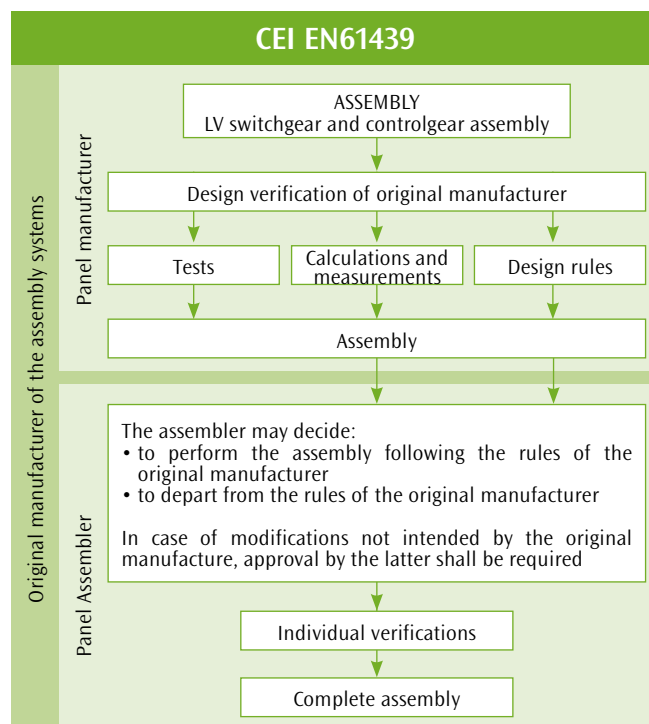 CEI EN61439
Original manufacturer of the assembly systems
Panel manufacturer
ASSEMBLY
LV switchgear and controlgear assembly
Design verification of original manufacturer
Tests
Calculations and
measurements
Design rules
Assembly
Panel Assembler
The assembler may decide:
• to perform the assembly following the rules of the
original manufacturer
• to depart from the rules of the original manufacturer
In case of modifications not intended by the original
manufacture, approval by the latter shall be required
Individual verifications
Complete assembly